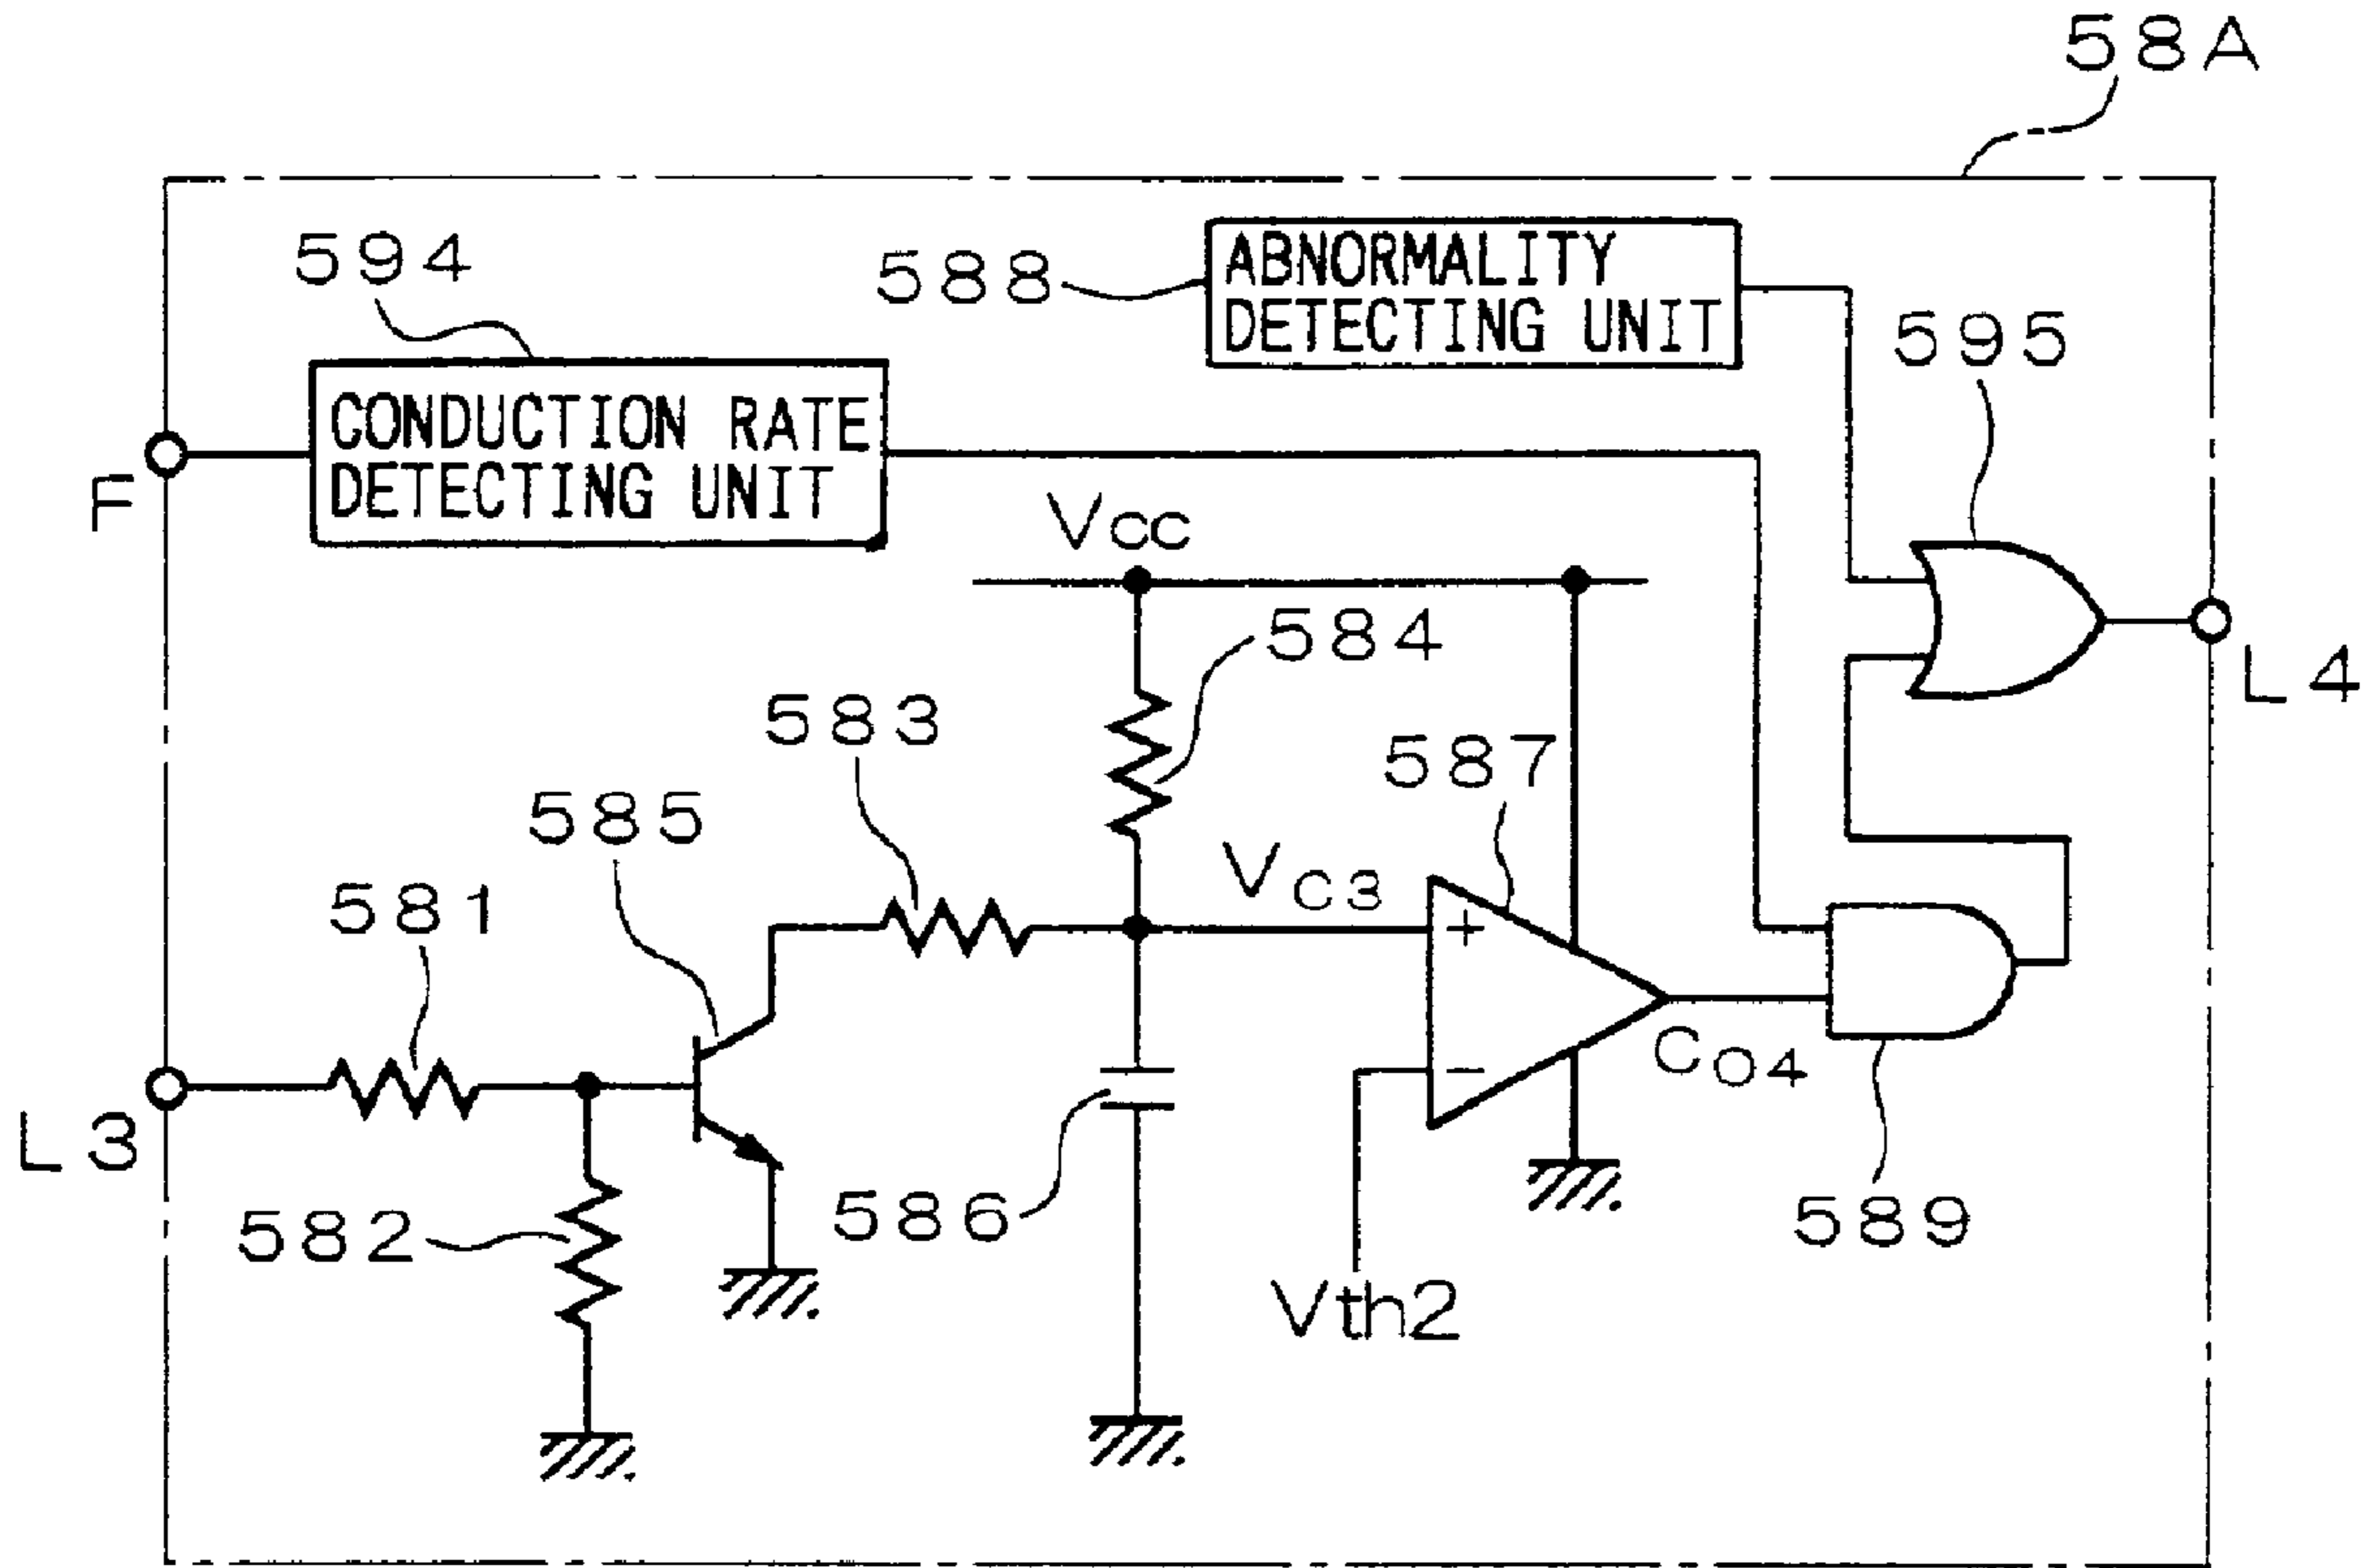 58A
594
588
ABNORMALITY
DETECTING UNIT
595
CONDUCTION RATE
DETECTING UNIT
F
Vcc
584
L4
583
587
585
VC3
581
+
−
CO4
L3
586
582
589
Vth2